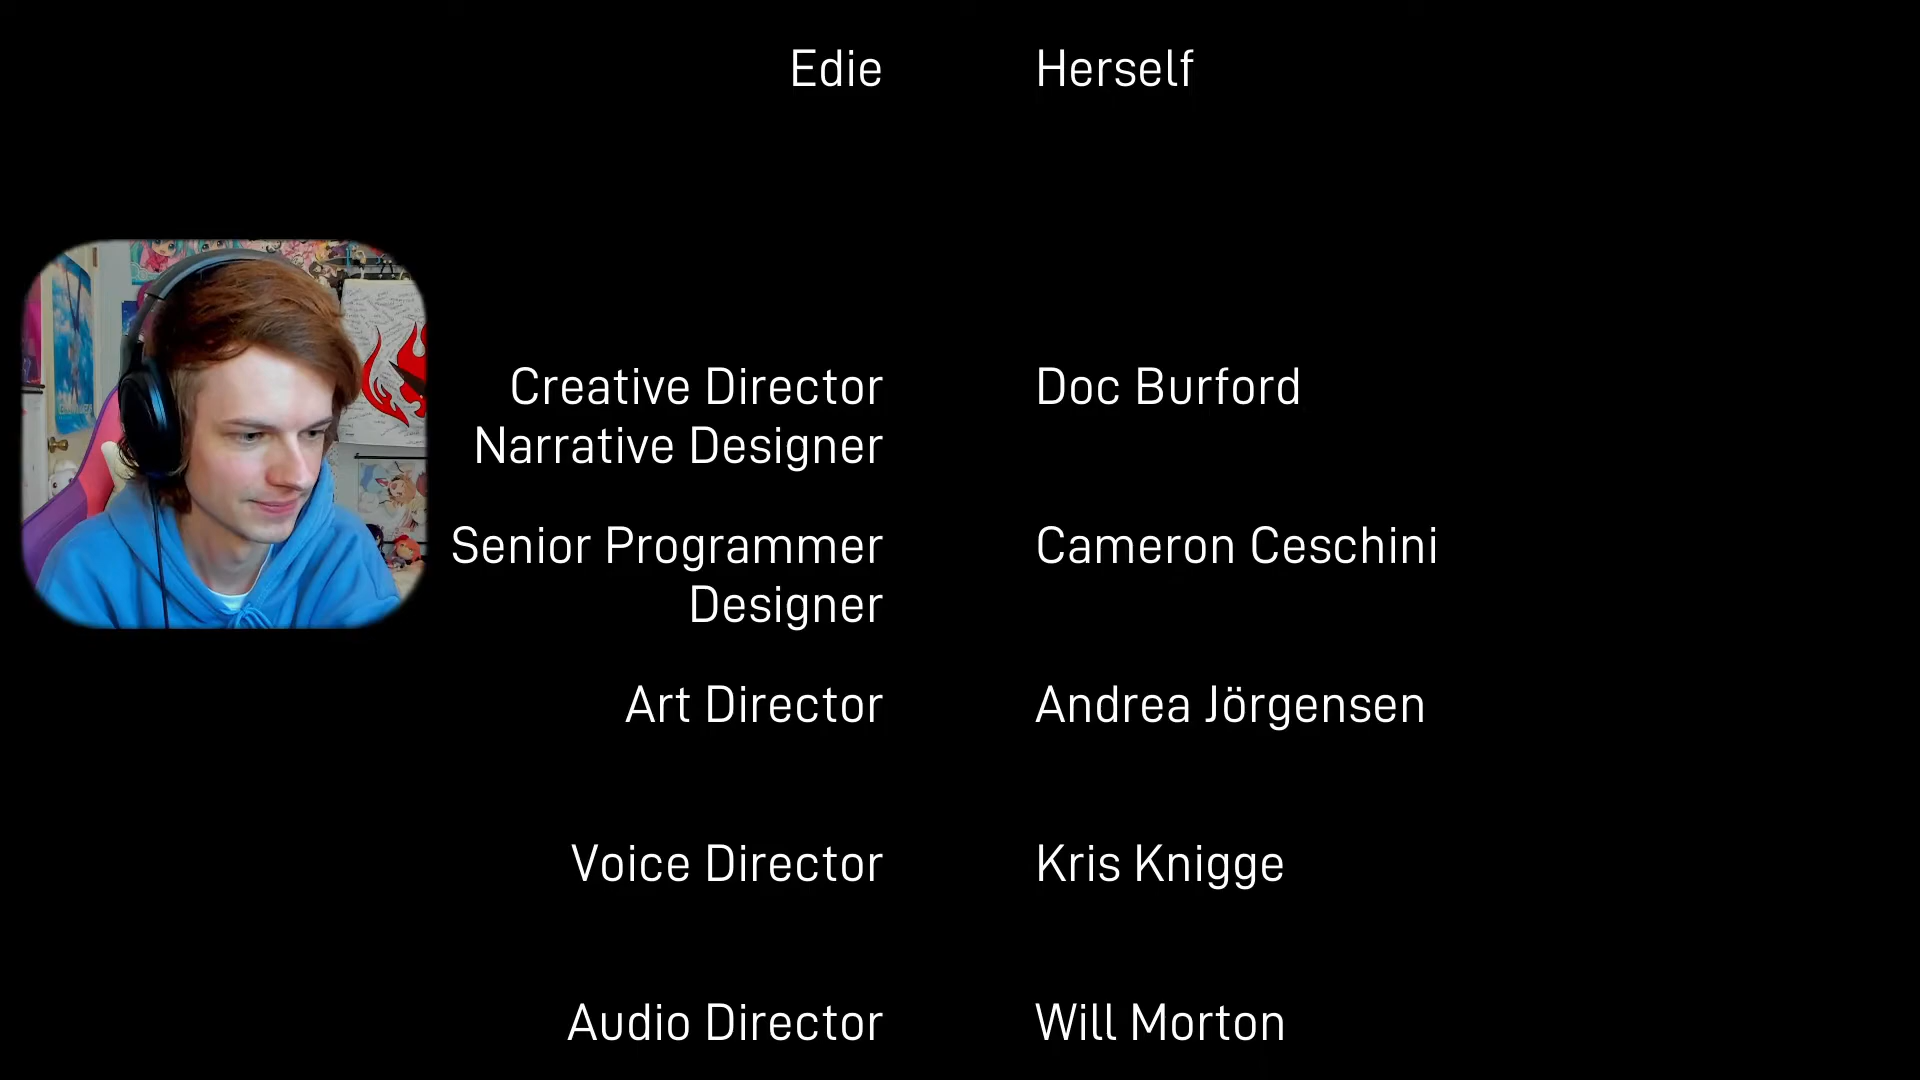 Edie Herself
Creative Director Doc Burford
Narrative Designer
Senior Programmer Cameron Ceschini
Designer
Art Director Andrea Jörgensen
Voice Director Kris Knigge
Audio Director Will Morton